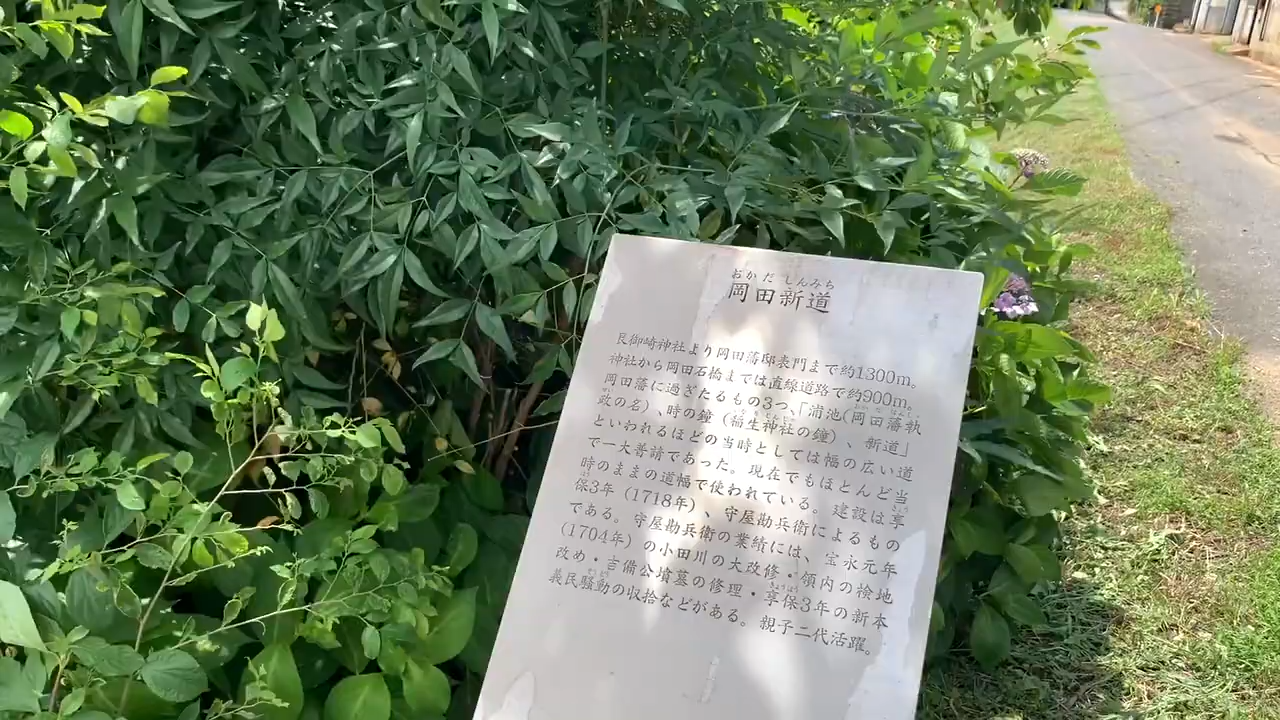 おかだ しんみち
岡田新道
艮御崎神社より岡田藩邸表門まで約1300m。
神社から岡田石橋までは直線道路で約900m。
岡田藩に過ぎたるもの3つ、「浦池(岡田藩執
政の名)、時の鐘(福生神社の鐘)、新道」
といわれるほどの当時としては幅の広い道
で一大普請であった。現在でもほとんど当
時のままの道幅で使われている。建設は享
保3年(1718年)、守屋勘兵衛によるもの
である。守屋勘兵衛の業績には、宝永元年
(1704年)の小田川の大改修・領内の検地
改め・吉備公墳墓の修理・享保3年の新本
義民騒動の収拾などがある。親子二代活躍。